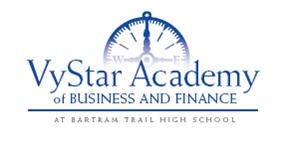 W E
VyStar Academy
of BUSINESS AND FINANCE
AT BARTRAM TRAIL HIGH SCHOOL